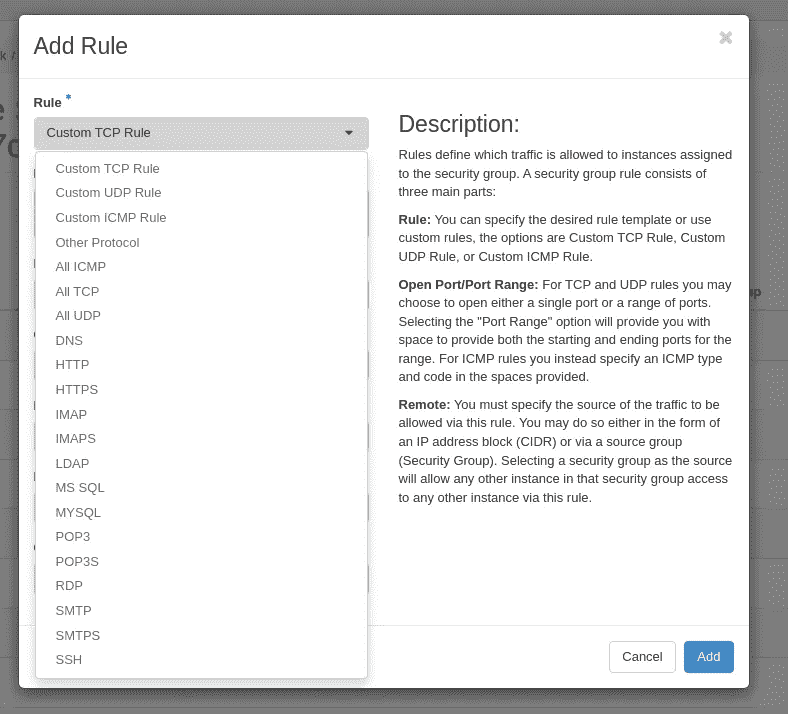 Add Rule
Rule *
Custom TCP Rule
Custom TCP Rule
Custom UDP Rule
Custom ICMP Rule
Other Protocol
All ICMP
All TCP
All UDP
DNS
HTTP
HTTPS
IMAP
IMAPS
LDAP
MS SQL
MYSQL
POP3
POP3S
RDP
SMTP
SMTPS
SSH
Description:
Rules define which traffic is allowed to instances assigned
to the security group. A security group rule consists of
three main parts:
Rule: You can specify the desired rule template or use
custom rules, the options are Custom TCP Rule, Custom
UDP Rule, or Custom ICMP Rule.
Open Port/Port Range: For TCP and UDP rules you may
choose to open either a single port or a range of ports.
Selecting the "Port Range" option will provide you with
space to provide both the starting and ending ports for the
range. For ICMP rules you instead specify an ICMP type
and code in the spaces provided.
Remote: You must specify the source of the traffic to be
allowed via this rule. You may do so either in the form of
an IP address block (CIDR) or via a source group
(Security Group). Selecting a security group as the source
will allow any other instance in that security group access
to any other instance via this rule.
Cancel
Add